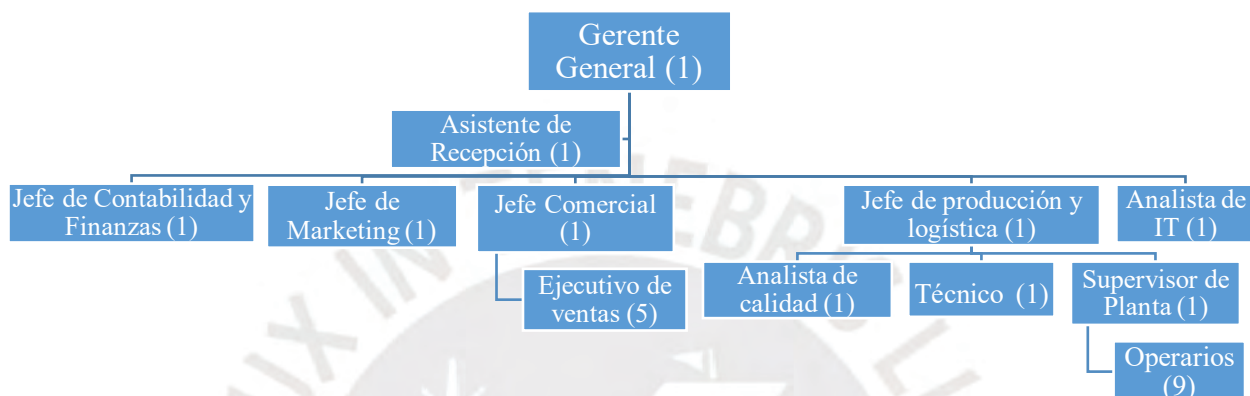 Gerente
General (1)
Asistente de
Recepción (1)
Jefe de Contabilidad y
Finanzas (1)
Jefe de
Marketing (1)
Jefe Comercial
(1)
Jefe de producción y
logística (1)
Analista de
IT (1)
Ejecutivo de
ventas (5)
Analista de
calidad (1)
Técnico (1)
Supervisor de
Planta (1)
Operarios
(9)